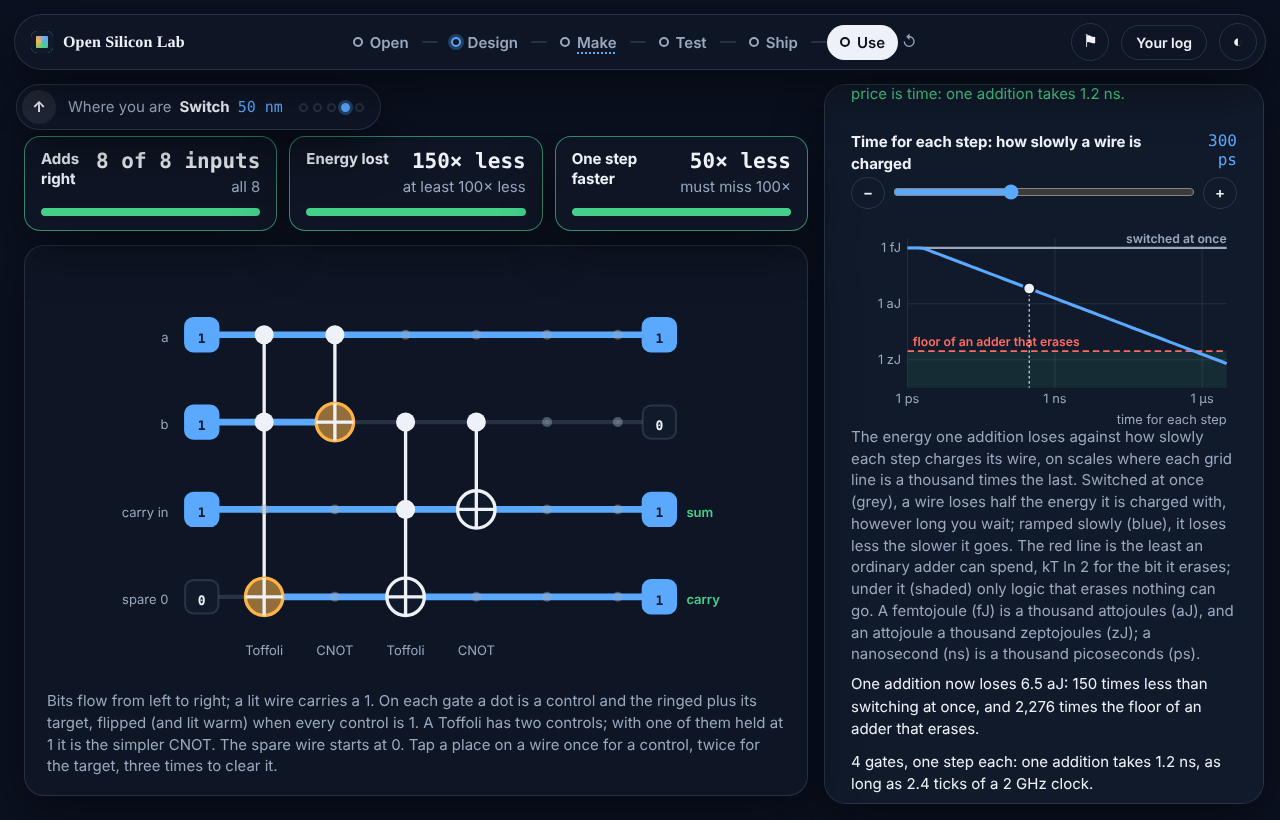 Open Silicon Lab
Open
Design
Make
Test
Ship
Use
Your log
Where you are Switch 50 nm
Adds right
8 of 8 inputs
all 8
Energy lost
150× less
at least 100× less
One step faster
50× less
must miss 100×
a
1
1
b
1
0
carry in
1
1
sum
spare 0
0
1
carry
Toffoli
CNOT
Toffoli
CNOT
Bits flow from left to right; a lit wire carries a 1. On each gate a dot is a control and the ringed plus its
target, flipped (and lit warm) when every control is 1. A Toffoli has two controls; with one of them held at
1 it is the simpler CNOT. The spare wire starts at 0. Tap a place on a wire once for a control, twice for
the target, three times to clear it.
price is time: one addition takes 1.2 ns.
Time for each step: how slowly a wire is
charged
300
ps
−
+
switched at once
1 fJ
1 aJ
floor of an adder that erases
1 zJ
1 ps
1 ns
1 µs
time for each step
The energy one addition loses against how slowly
each step charges its wire, on scales where each grid
line is a thousand times the last. Switched at once
(grey), a wire loses half the energy it is charged with,
however long you wait; ramped slowly (blue), it loses
less the slower it goes. The red line is the least an
ordinary adder can spend, kT ln 2 for the bit it erases;
under it (shaded) only logic that erases nothing can
go. A femtojoule (fJ) is a thousand attojoules (aJ), and
an attojoule a thousand zeptojoules (zJ); a
nanosecond (ns) is a thousand picoseconds (ps).
One addition now loses 6.5 aJ: 150 times less than
switching at once, and 2,276 times the floor of an
adder that erases.
4 gates, one step each: one addition takes 1.2 ns, as
long as 2.4 ticks of a 2 GHz clock.